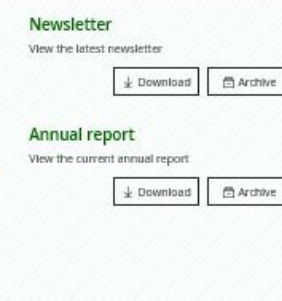 Newsletter
View the latest newsletter
Download Archive
Annual report
View the current annual report
Download Archive